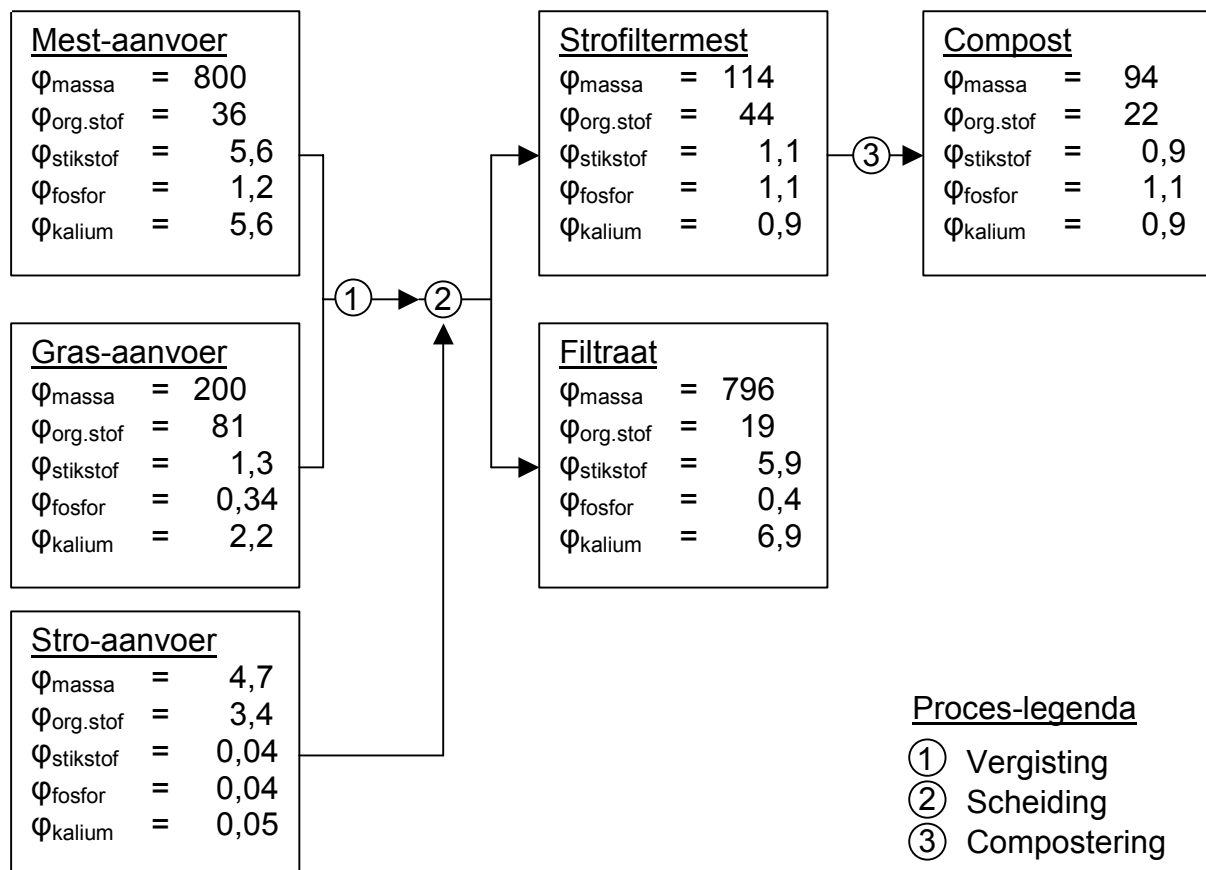 Mest-aanvoer
φmassa = 800
φorg.stof = 36
φstikstof = 5,6
φfosfor = 1,2
φkalium = 5,6
Gras-aanvoer
φmassa = 200
φorg.stof = 81
φstikstof = 1,3
φfosfor = 0,34
φkalium = 2,2
Stro-aanvoer
φmassa = 4,7
φorg.stof = 3,4
φstikstof = 0,04
φfosfor = 0,04
φkalium = 0,05
1
2
Strofiltermest
φmassa = 114
φorg.stof = 44
φstikstof = 1,1
φfosfor = 1,1
φkalium = 0,9
Filtraat
φmassa = 796
φorg.stof = 19
φstikstof = 5,9
φfosfor = 0,4
φkalium = 6,9
3
Compost
φmassa = 94
φorg.stof = 22
φstikstof = 0,9
φfosfor = 1,1
φkalium = 0,9
Proces-legenda
1 Vergisting
2 Scheiding
3 Compostering